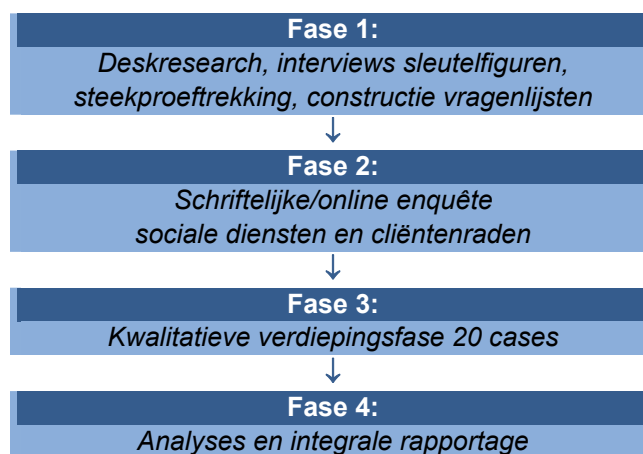 Fase 1:
Deskresearch, interviews sleutelfiguren,
steekproeftrekking, constructie vragenlijsten
↓
Fase 2:
Schriftelijke/online enquête
sociale diensten en cliëntenraden
↓
Fase 3:
Kwalitatieve verdiepingsfase 20 cases
↓
Fase 4:
Analyses en integrale rapportage